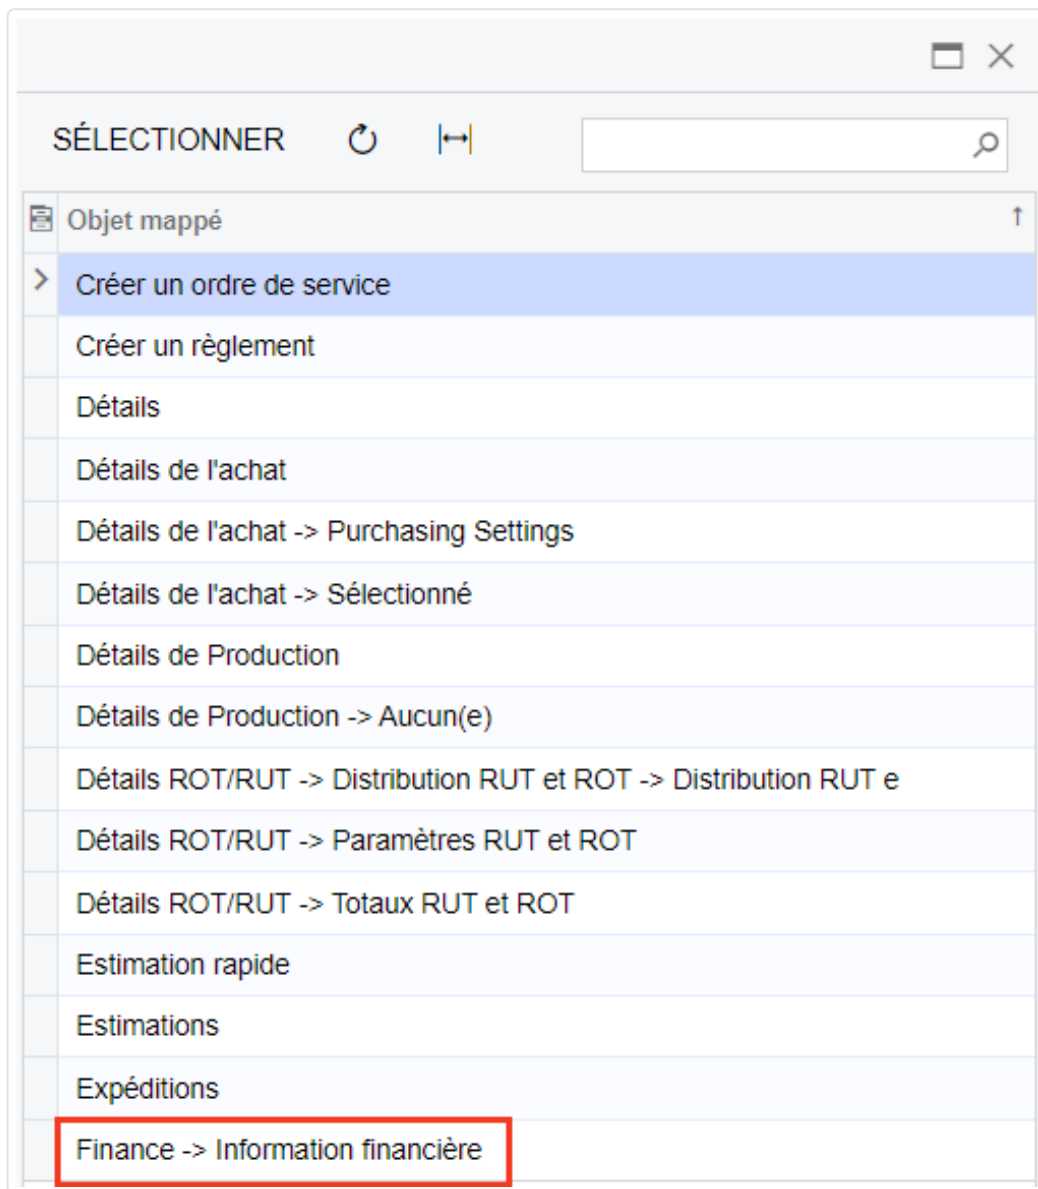 SÉLECTIONNER
Objet mappé
Créer un ordre de service
Créer un règlement
Détails
Détails de l'achat
Détails de l'achat -> Purchasing Settings
Détails de l'achat -> Sélectionné
Détails de Production
Détails de Production -> Aucun(e)
Détails ROT/RUT -> Distribution RUT et ROT -> Distribution RUT e
Détails ROT/RUT -> Paramètres RUT et ROT
Détails ROT/RUT -> Totaux RUT et ROT
Estimation rapide
Estimations
Expéditions
Finance -> Information financière